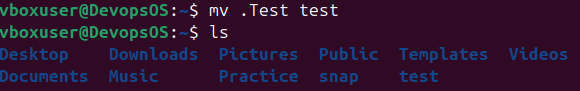 vboxuser@DevopsOS:~$ mv .Test test
vboxuser@DevopsOS:~$ ls
Desktop    Downloads  Pictures  Public  Templates  Videos
Documents  Music      Practice  snap    test